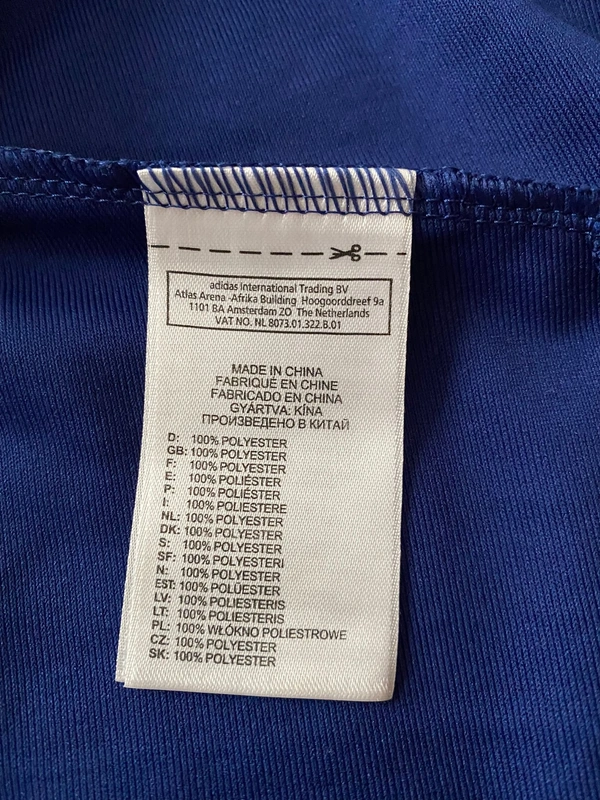 adidas International Trading BV
Atlas Arena -Afrika Building Hoogoorddreef 9a
1101 BA Amsterdam ZO The Netherlands
VAT NO. NL 8073.01.322.B.01
MADE IN CHINA
FABRIQUÉ EN CHINE
FABRICADO EN CHINA
GYÁRTVA: KÍNA
ПРОИЗВЕДЕНО В КИТАЙ
D: 100% POLYESTER
GB: 100% POLYESTER
F: 100% POLYESTER
E: 100% POLIÉSTER
P: 100% POLIÉSTER
I: 100% POLIESTERE
NL: 100% POLYESTER
DK: 100% POLYESTER
S: 100% POLYESTER
SF: 100% POLYESTERI
N: 100% POLYESTER
EST: 100% POLÜESTER
LV: 100% POLIESTERIS
LT: 100% POLIESTERIS
PL: 100% WŁÓKNO POLIESTROWE
CZ: 100% POLYESTER
SK: 100% POLYESTER